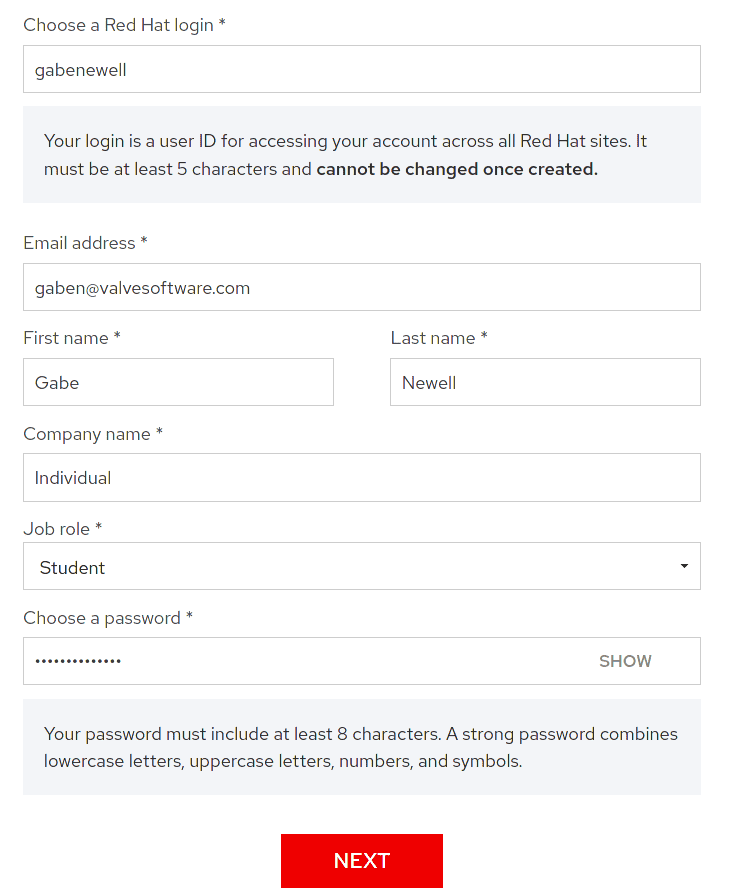 Choose a Red Hat login *
gabenewell
Your login is a user ID for accessing your account across all Red Hat sites. It
must be at least 5 characters and cannot be changed once created.
Email address *
gaben@valvesoftware.com
First name *
Last name *
Gabe
Newell
Company name *
Individual
Job role *
Student
Choose a password *
••••••••••••••
SHOW
Your password must include at least 8 characters. A strong password combines
lowercase letters, uppercase letters, numbers, and symbols.
NEXT